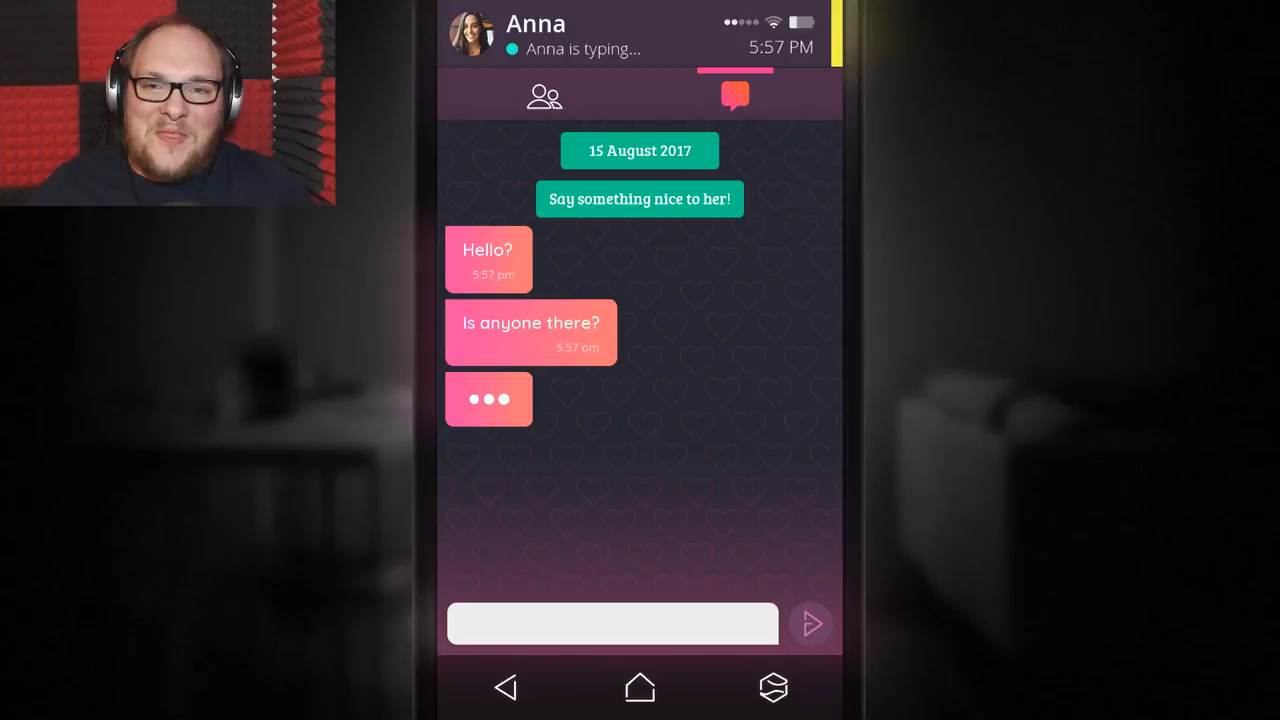 Anna
Anna is typing...
5:57 PM
15 August 2017
Say something nice to her!
Hello?
5:57 pm
Is anyone there?
5:57 pm